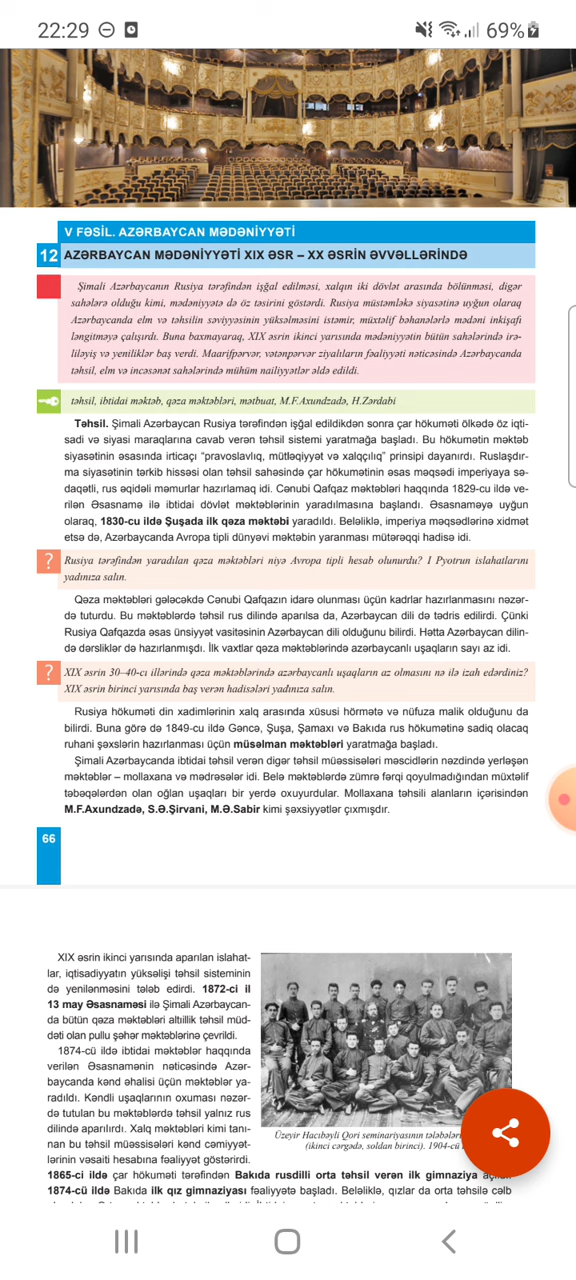 22:29
69%
V FƏSİL. AZƏRBAYCAN MƏDƏNİYYƏTİ
12 AZƏRBAYCAN MƏDƏNİYYƏTİ XIX ƏSR – XX ƏSRİN ƏVVƏLLƏRİNDƏ
Şimali Azərbaycanın Rusiya tərəfindən işğal edilməsi, xalqın iki dövlət arasında bölünməsi, digər
sahələrə olduğu kimi, mədəniyyətə də öz təsirini göstərdi. Rusiya müstəmləkə siyasətinə uyğun olaraq
Azərbaycanda elm və təhsilin səviyyəsinin yüksəlməsini istəmir, müxtəlif bəhanələrlə mədəni inkişafı
ləngitməyə çalışırdı. Buna baxmayaraq, XIX əsrin ikinci yarısında mədəniyyətin bütün sahələrində irə-
liləyiş və yeniliklər baş verdi. Maarifpərvər, vətənpərvər ziyalıların fəaliyyəti nəticəsində Azərbaycanda
təhsil, elm və incəsənət sahələrində mühüm nailiyyətlər əldə edildi.
təhsil, ibtidai məktəb, qəza məktəbləri, mətbuat, M.F.Axundzadə, H.Zərdabi
Təhsil. Şimali Azərbaycan Rusiya tərəfindən işğal edildikdən sonra çar hökuməti ölkədə öz iqti-
sadi və siyasi maraqlarına cavab verən təhsil sistemi yaratmağa başladı. Bu hökumətin məktəb
siyasətinin əsasında irticaçı “pravoslavlıq, mütləqiyyət və xalqçılıq” prinsipi dayanırdı. Ruslaşdır-
ma siyasətinin tərkib hissəsi olan təhsil sahəsində çar hökumətinin əsas məqsədi imperiyaya sə-
daqətli, rus əqidəli məmurlar hazırlamaq idi. Cənubi Qafqaz məktəbləri haqqında 1829-cu ildə ve-
rilən Əsasnamə ilə ibtidai dövlət məktəblərinin yaradılmasına başlandı. Əsasnaməyə uyğun
olaraq, 1830-cu ildə Şuşada ilk qəza məktəbi yaradıldı. Beləliklə, imperiya məqsədlərinə xidmət
etsə də, Azərbaycanda Avropa tipli dünyəvi məktəbin yaranması mütərəqqi hadisə idi.
? Rusiya tərəfindən yaradılan qəza məktəbləri niyə Avropa tipli hesab olunurdu? I Pyotrun islahatlarını
yadınıza salın.
Qəza məktəbləri gələcəkdə Cənubi Qafqazın idarə olunması üçün kadrlar hazırlanmasını nəzər-
də tuturdu. Bu məktəblərdə təhsil rus dilində aparılsa da, Azərbaycan dili də tədris edilirdi. Çünki
Rusiya Qafqazda əsas ünsiyyət vasitəsinin Azərbaycan dili olduğunu bilirdi. Hətta Azərbaycan dilin-
də dərsliklər də hazırlanmışdı. İlk vaxtlar qəza məktəblərində azərbaycanlı uşaqların sayı az idi.
? XIX əsrin 30–40-cı illərində qəza məktəblərində azərbaycanlı uşaqların az olmasını nə ilə izah edərdiniz?
XIX əsrin birinci yarısında baş verən hadisələri yadınıza salın.
Rusiya hökuməti din xadimlərinin xalq arasında xüsusi hörmətə və nüfuza malik olduğunu da
bilirdi. Buna görə də 1849-cu ildə Gəncə, Şuşa, Şamaxı və Bakıda rus hökumətinə sadiq olacaq
ruhani şəxslərin hazırlanması üçün müsəlman məktəbləri yaratmağa başladı.
Şimali Azərbaycanda ibtidai təhsil verən digər təhsil müəssisələri məscidlərin nəzdində yerləşən
məktəblər – mollaxana və mədrəsələr idi. Belə məktəblərdə zümrə fərqi qoyulmadığından müxtəlif
təbəqələrdən olan oğlan uşaqları bir yerdə oxuyurdular. Mollaxana təhsili alanların içərisindən
M.F.Axundzadə, S.Ə.Şirvani, M.Ə.Sabir kimi şəxsiyyətlər çıxmışdır.
66
XIX əsrin ikinci yarısında aparılan islahat-
lar, iqtisadiyyatın yüksəlişi təhsil sisteminin
də yenilənməsini tələb edirdi. 1872-ci il
13 may Əsasnaməsi ilə Şimali Azərbaycan-
da bütün qəza məktəbləri altıillik təhsil müd-
dəti olan pullu şəhər məktəblərinə çevrildi.
1874-cü ildə ibtidai məktəblər haqqında
verilən Əsasnamənin nəticəsində Azər-
baycanda kənd əhalisi üçün məktəblər ya-
radıldı. Kəndli uşaqlarının oxuması nəzər-
də tutulan bu məktəblərdə təhsil yalnız rus
dilində aparılırdı. Xalq məktəbləri kimi tanı-
nan bu təhsil müəssisələri kənd cəmiyyət-
lərinin vəsaiti hesabına fəaliyyət göstərirdi.
Üzeyir Hacıbəyli Qori seminariyasının tələbələri
(ikinci cərgədə, soldan birinci). 1904-cü
1865-ci ildə çar hökuməti tərəfindən Bakıda rusdilli orta təhsil verən ilk gimnaziya
1874-cü ildə Bakıda ilk qız gimnaziyası fəaliyyətə başladı. Beləliklə, qızlar da orta təhsilə cəlb